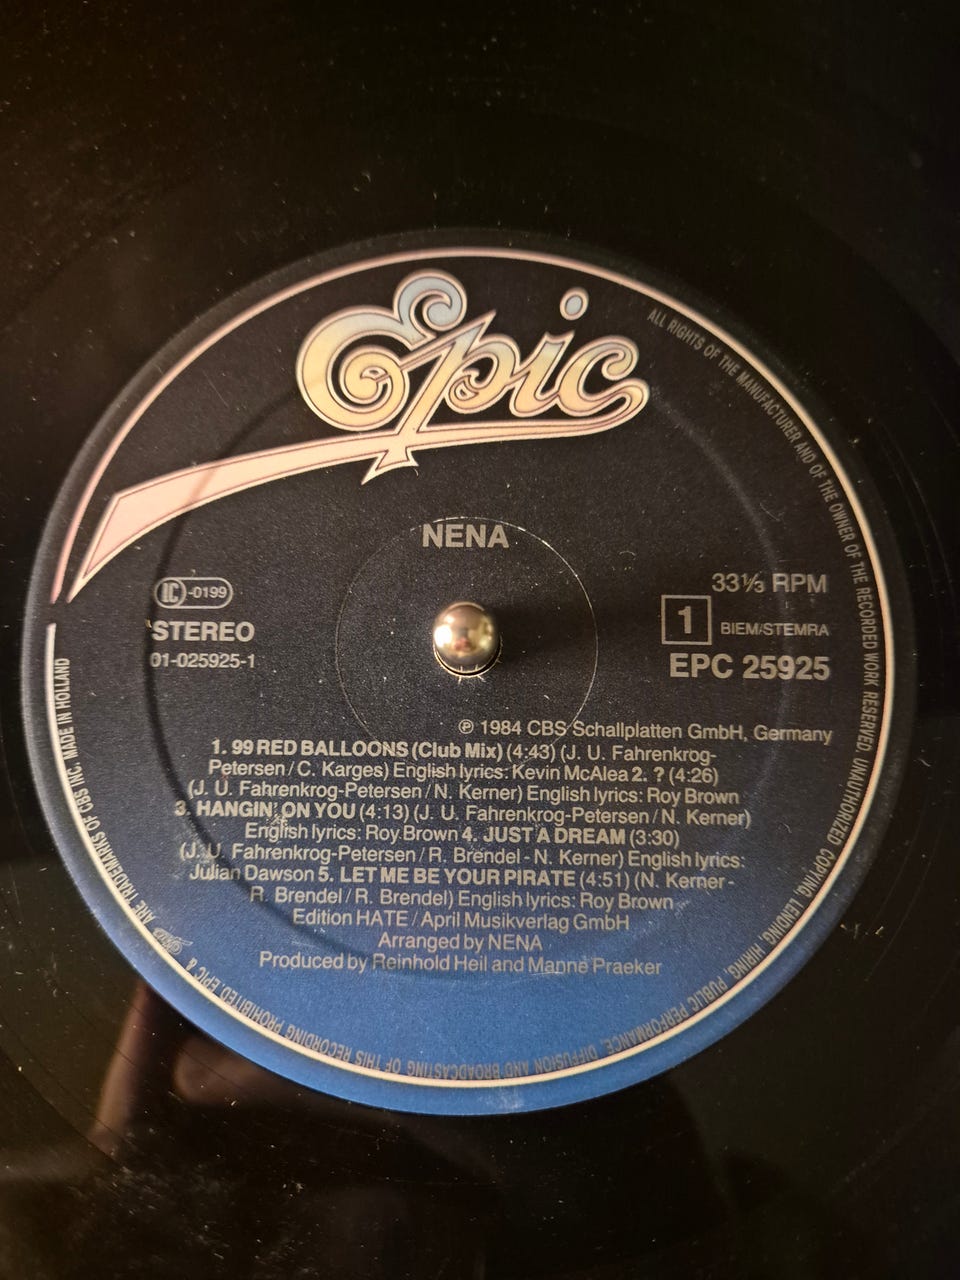 Epic
NENA
IC -0199
STEREO
01-025925-1
33⅓ RPM
1 BIEM/STEMRA
EPC 25925
℗ 1984 CBS Schallplatten GmbH, Germany
1. 99 RED BALLOONS (Club Mix) (4:43) (J. U. Fahrenkrog-
Petersen / C. Karges) English lyrics: Kevin McAlea 2. ? (4:26)
(J. U. Fahrenkrog-Petersen / N. Kerner) English lyrics: Roy Brown
3. HANGIN' ON YOU (4:13) (J. U. Fahrenkrog-Petersen / N. Kerner)
English lyrics: Roy Brown 4. JUST A DREAM (3:30)
(J. U. Fahrenkrog-Petersen / R. Brendel - N. Kerner) English lyrics:
Julian Dawson 5. LET ME BE YOUR PIRATE (4:51) (N. Kerner -
R. Brendel / R. Brendel) English lyrics: Roy Brown
Edition HATE / April Musikverlag GmbH
Arranged by NENA
Produced by Reinhold Heil and Manne Praeker
ALL RIGHTS OF THE MANUFACTURER AND OF THE OWNER OF THE RECORDED WORK RESERVED. UNAUTHORIZED COPYING, LENDING, HIRING, PUBLIC PERFORMANCE, DIFFUSION AND BROADCASTING OF THIS RECORDING PROHIBITED EPIC & Epic ARE TRADEMARKS OF CBS INC. MADE IN HOLLAND